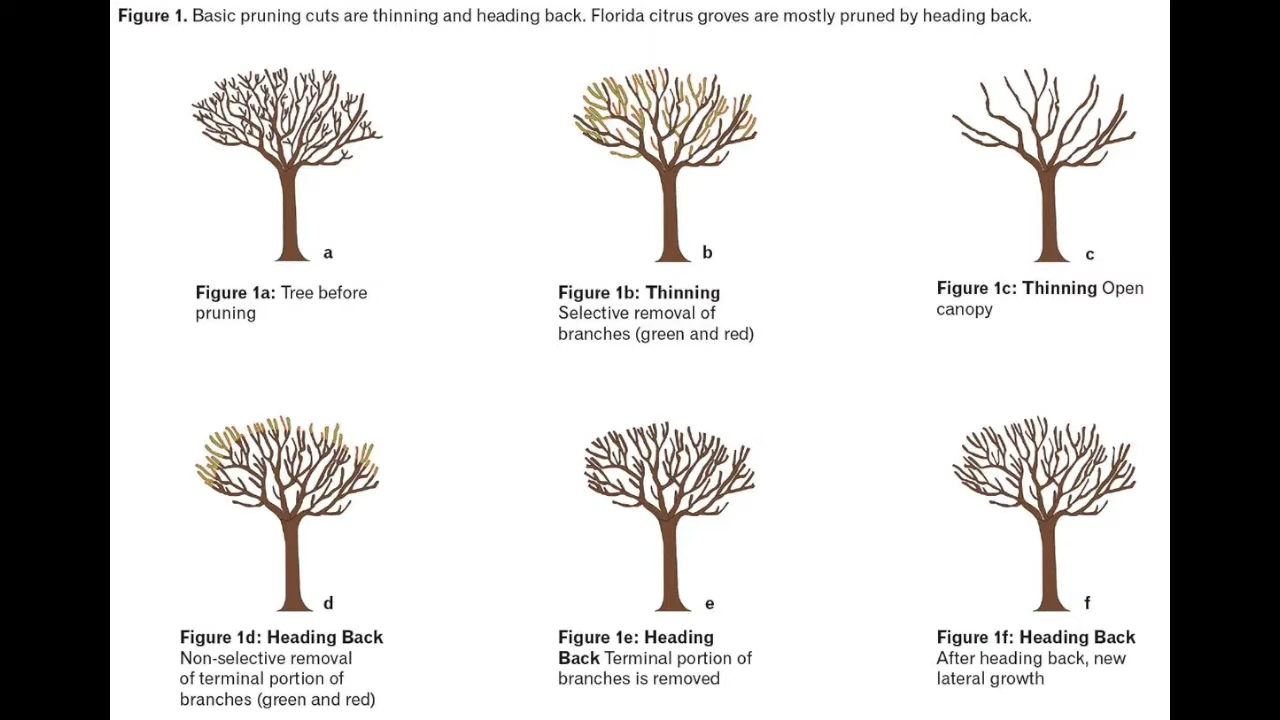 Figure 1. Basic pruning cuts are thinning and heading back. Florida citrus groves are mostly pruned by heading back.
a
b
c
Figure 1a: Tree before
pruning
Figure 1b: Thinning
Selective removal of
branches (green and red)
Figure 1c: Thinning Open
canopy
d
e
f
Figure 1d: Heading Back
Non-selective removal
of terminal portion of
branches (green and red)
Figure 1e: Heading
Back Terminal portion of
branches is removed
Figure 1f: Heading Back
After heading back, new
lateral growth